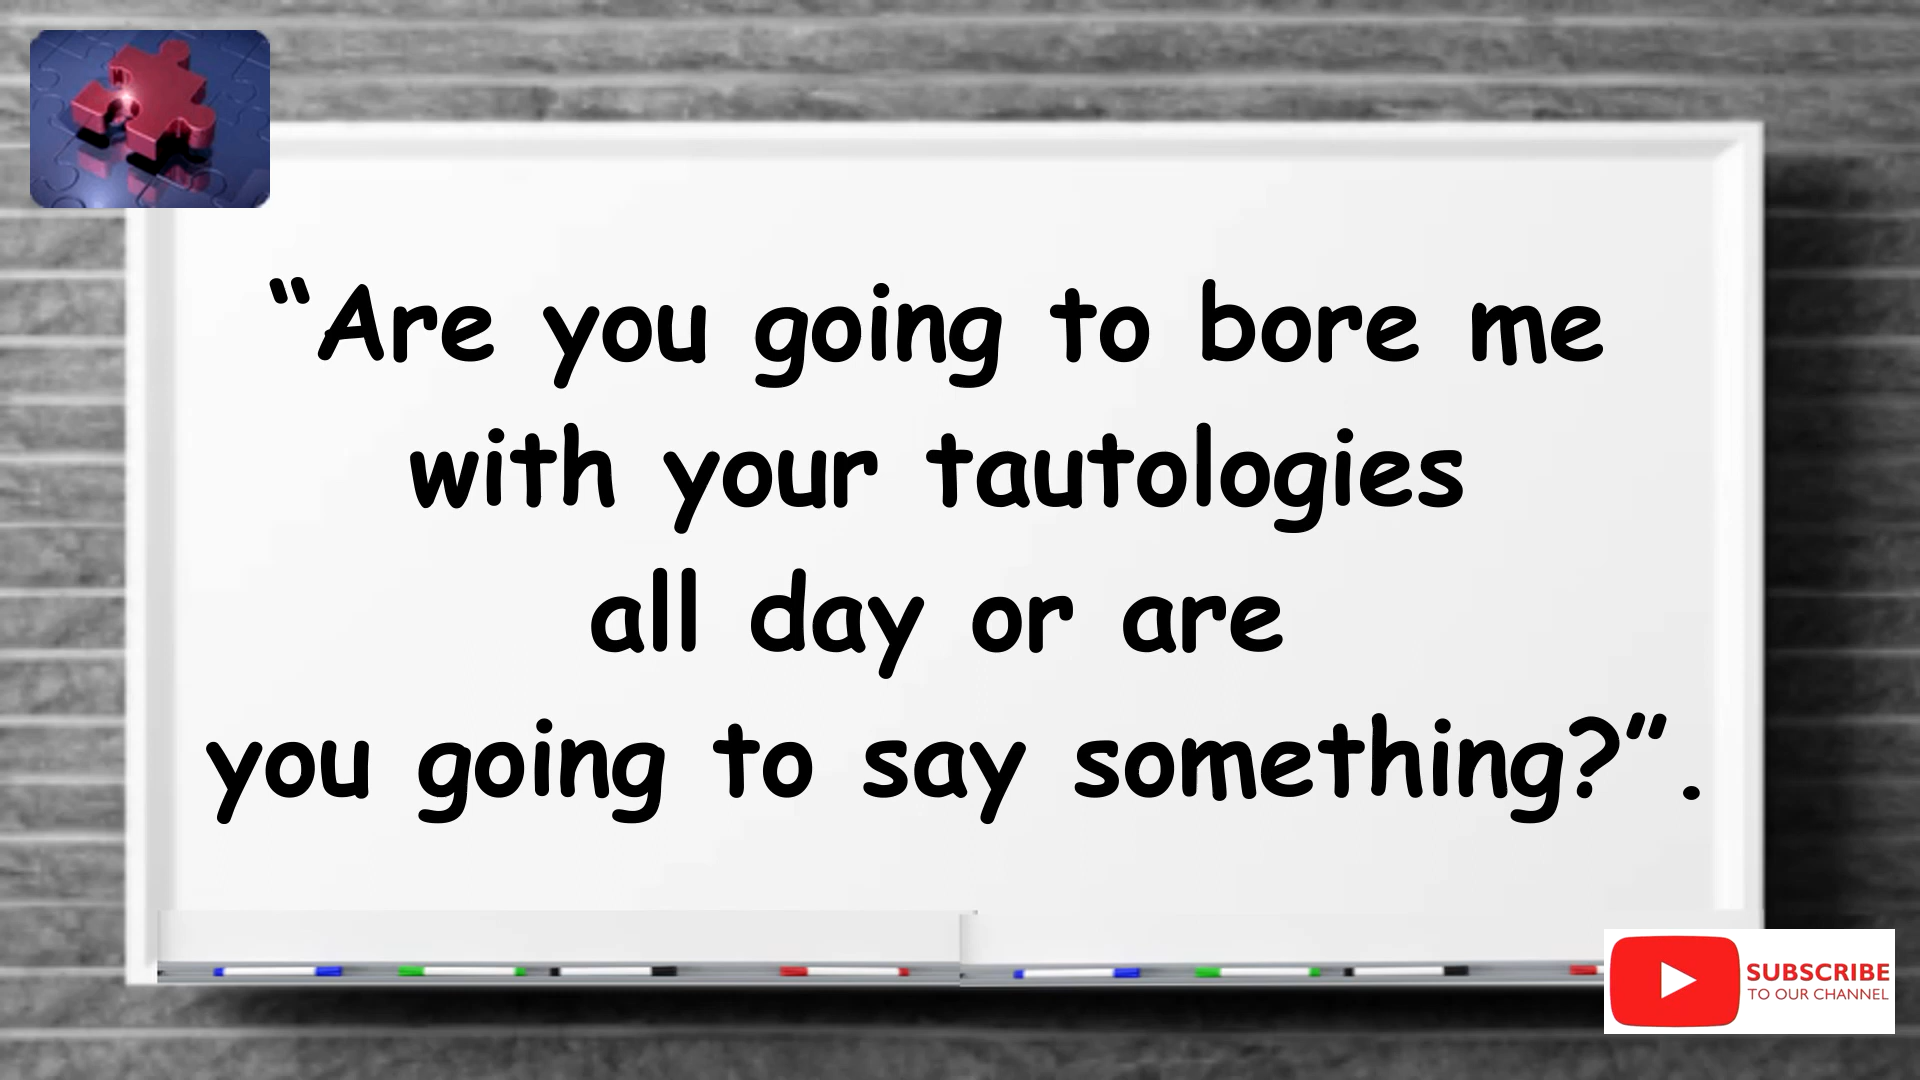 “Are you going to bore me
with your tautologies
all day or are
you going to say something?”.
SUBSCRIBE
TO OUR CHANNEL